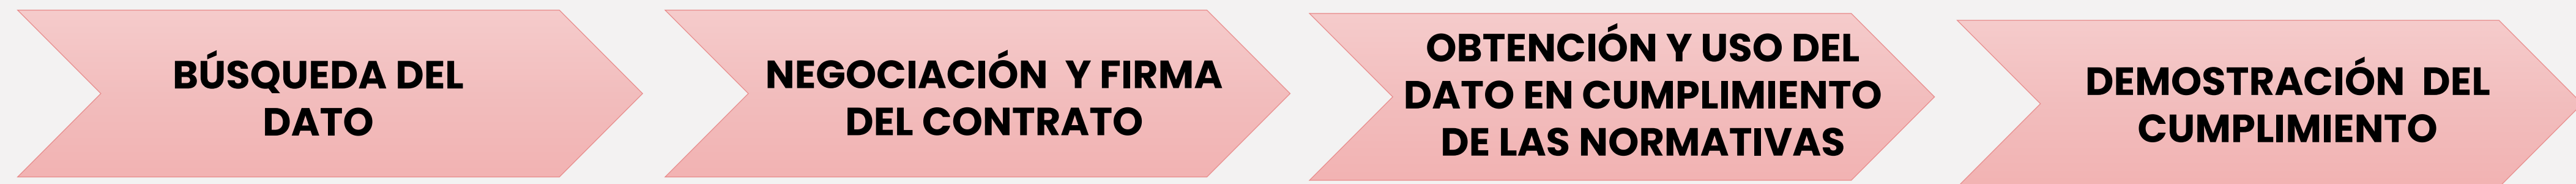 BÚSQUEDA DEL
DATO
NEGOCIACIÓN Y FIRMA
DEL CONTRATO
OBTENCIÓN Y USO DEL
DATO EN CUMPLIMIENTO
DE LAS NORMATIVAS
DEMOSTRACIÓN DEL
CUMPLIMIENTO